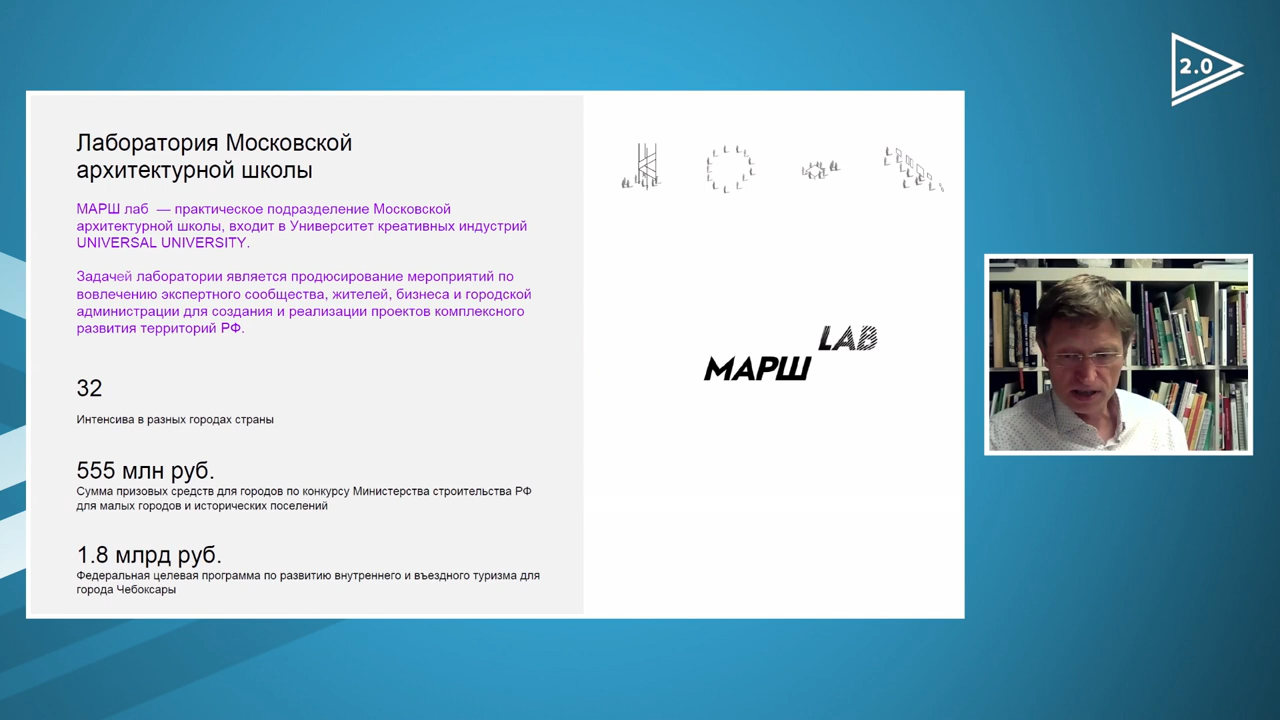 2.0
Лаборатория Московской
архитектурной школы
МАРШ лаб — практическое подразделение Московской
архитектурной школы, входит в Университет креативных индустрий
UNIVERSAL UNIVERSITY.
Задачей лаборатории является продюсирование мероприятий по
вовлечению экспертного сообщества, жителей, бизнеса и городской
администрации для создания и реализации проектов комплексного
развития территорий РФ.
32
Интенсива в разных городах страны
555 млн руб.
Сумма призовых средств для городов по конкурсу Министерства строительства РФ
для малых городов и исторических поселений
1.8 млрд руб.
Федеральная целевая программа по развитию внутреннего и въездного туризма для
города Чебоксары
LAB
МАРШ